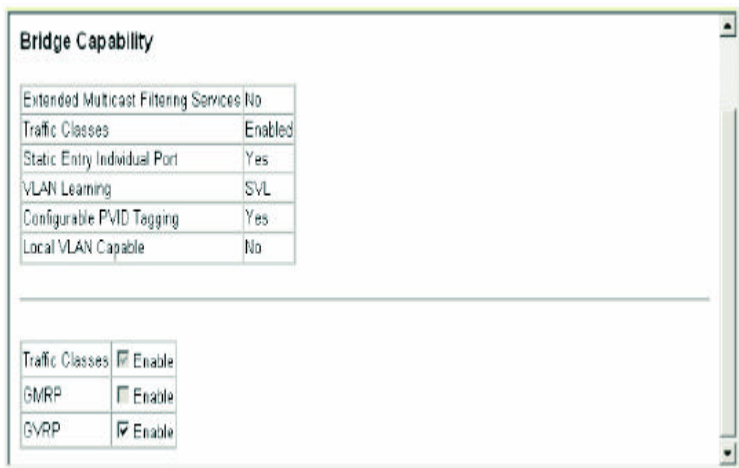 Bridge Capability
Extended Multicast Filtering Services No
Traffic Classes Enabled
Static Entry Individual Port Yes
VLAN Learning SVL
Configurable PVID Tagging Yes
Local VLAN Capable No
Traffic Classes Enable
GMRP Enable
GVRP Enable